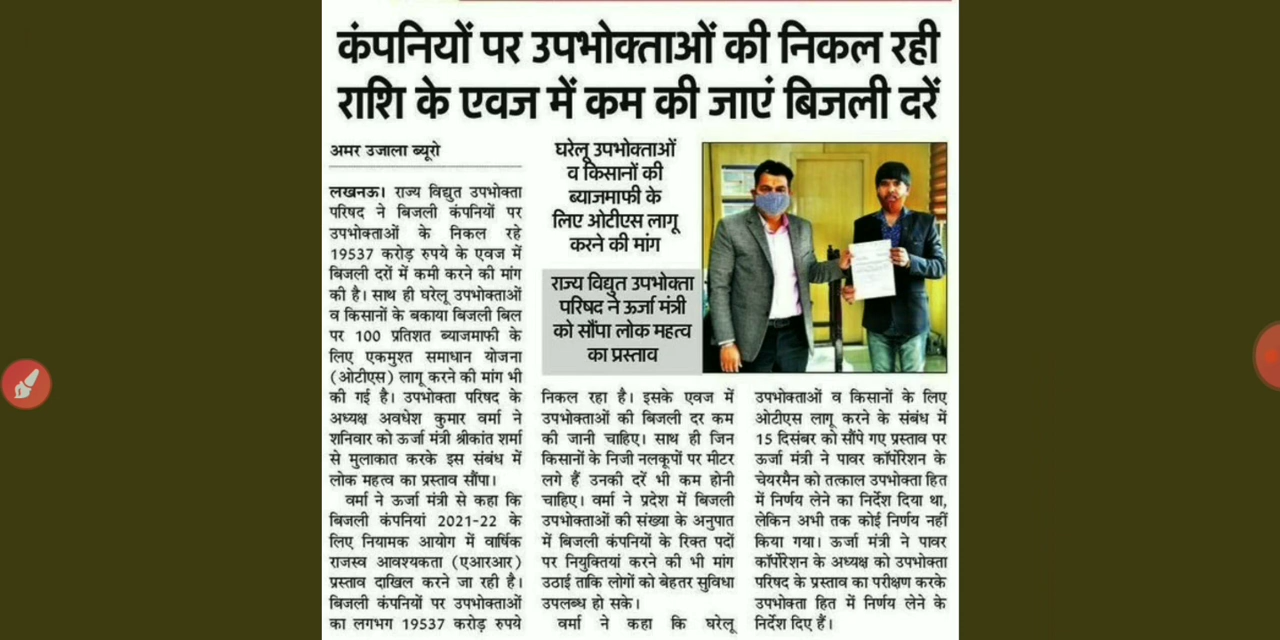 कंपनियों पर उपभोक्ताओं की निकल रही
राशि के एवज में कम की जाएं बिजली दरें
अमर उजाला ब्यूरो
लखनऊ। राज्य विद्युत उपभोक्ता
परिषद ने बिजली कंपनियों पर
उपभोक्ताओं के निकल रहे
19537 करोड़ रुपये के एवज में
बिजली दरों में कमी करने की मांग
की है। साथ ही घरेलू उपभोक्ताओं
व किसानों के बकाया बिजली बिल
पर 100 प्रतिशत ब्याजमाफी के
लिए एकमुश्त समाधान योजना
(ओटीएस) लागू करने की मांग भी
की गई है। उपभोक्ता परिषद के
अध्यक्ष अवधेश कुमार वर्मा ने
शनिवार को ऊर्जा मंत्री श्रीकांत शर्मा
से मुलाकात करके इस संबंध में
लोक महत्व का प्रस्ताव सौंपा।
वर्मा ने ऊर्जा मंत्री से कहा कि
बिजली कंपनियां 2021-22 के
लिए नियामक आयोग में वार्षिक
राजस्व आवश्यकता (एआरआर)
प्रस्ताव दाखिल करने जा रही है।
बिजली कंपनियों पर उपभोक्ताओं
का लगभग 19537 करोड़ रुपये
घरेलू उपभोक्ताओं
व किसानों की
ब्याजमाफी के
लिए ओटीएस लागू
करने की मांग
राज्य विद्युत उपभोक्ता
परिषद ने ऊर्जा मंत्री
को सौंपा लोक महत्व
का प्रस्ताव
निकल रहा है। इसके एवज में
उपभोक्ताओं की बिजली दर कम
की जानी चाहिए। साथ ही जिन
किसानों के निजी नलकूपों पर मीटर
लगे हैं उनकी दरें भी कम होनी
चाहिए। वर्मा ने प्रदेश में बिजली
उपभोक्ताओं की संख्या के अनुपात
में बिजली कंपनियों के रिक्त पदों
पर नियुक्तियां करने की भी मांग
उठाई ताकि लोगों को बेहतर सुविधा
उपलब्ध हो सके।
वर्मा ने कहा कि घरेलू
उपभोक्ताओं व किसानों के लिए
ओटीएस लागू करने के संबंध में
15 दिसंबर को सौंपे गए प्रस्ताव पर
ऊर्जा मंत्री ने पावर कॉर्पोरेशन के
चेयरमैन को तत्काल उपभोक्ता हित
में निर्णय लेने का निर्देश दिया था,
लेकिन अभी तक कोई निर्णय नहीं
किया गया। ऊर्जा मंत्री ने पावर
कॉर्पोरेशन के अध्यक्ष को उपभोक्ता
परिषद के प्रस्ताव का परीक्षण करके
उपभोक्ता हित में निर्णय लेने के
निर्देश दिए हैं।